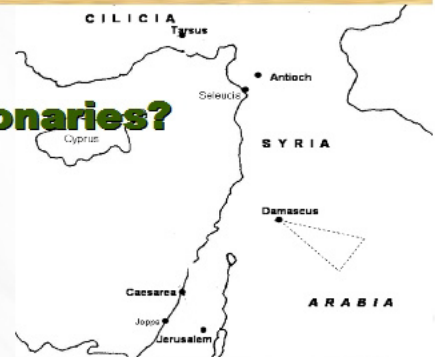 CILICIA
Tarsus
Antioch
Seleucia
onaries?
Cyprus
SYRIA
Damascus
Caesarea
ARABIA
Joppa
Jerusalem